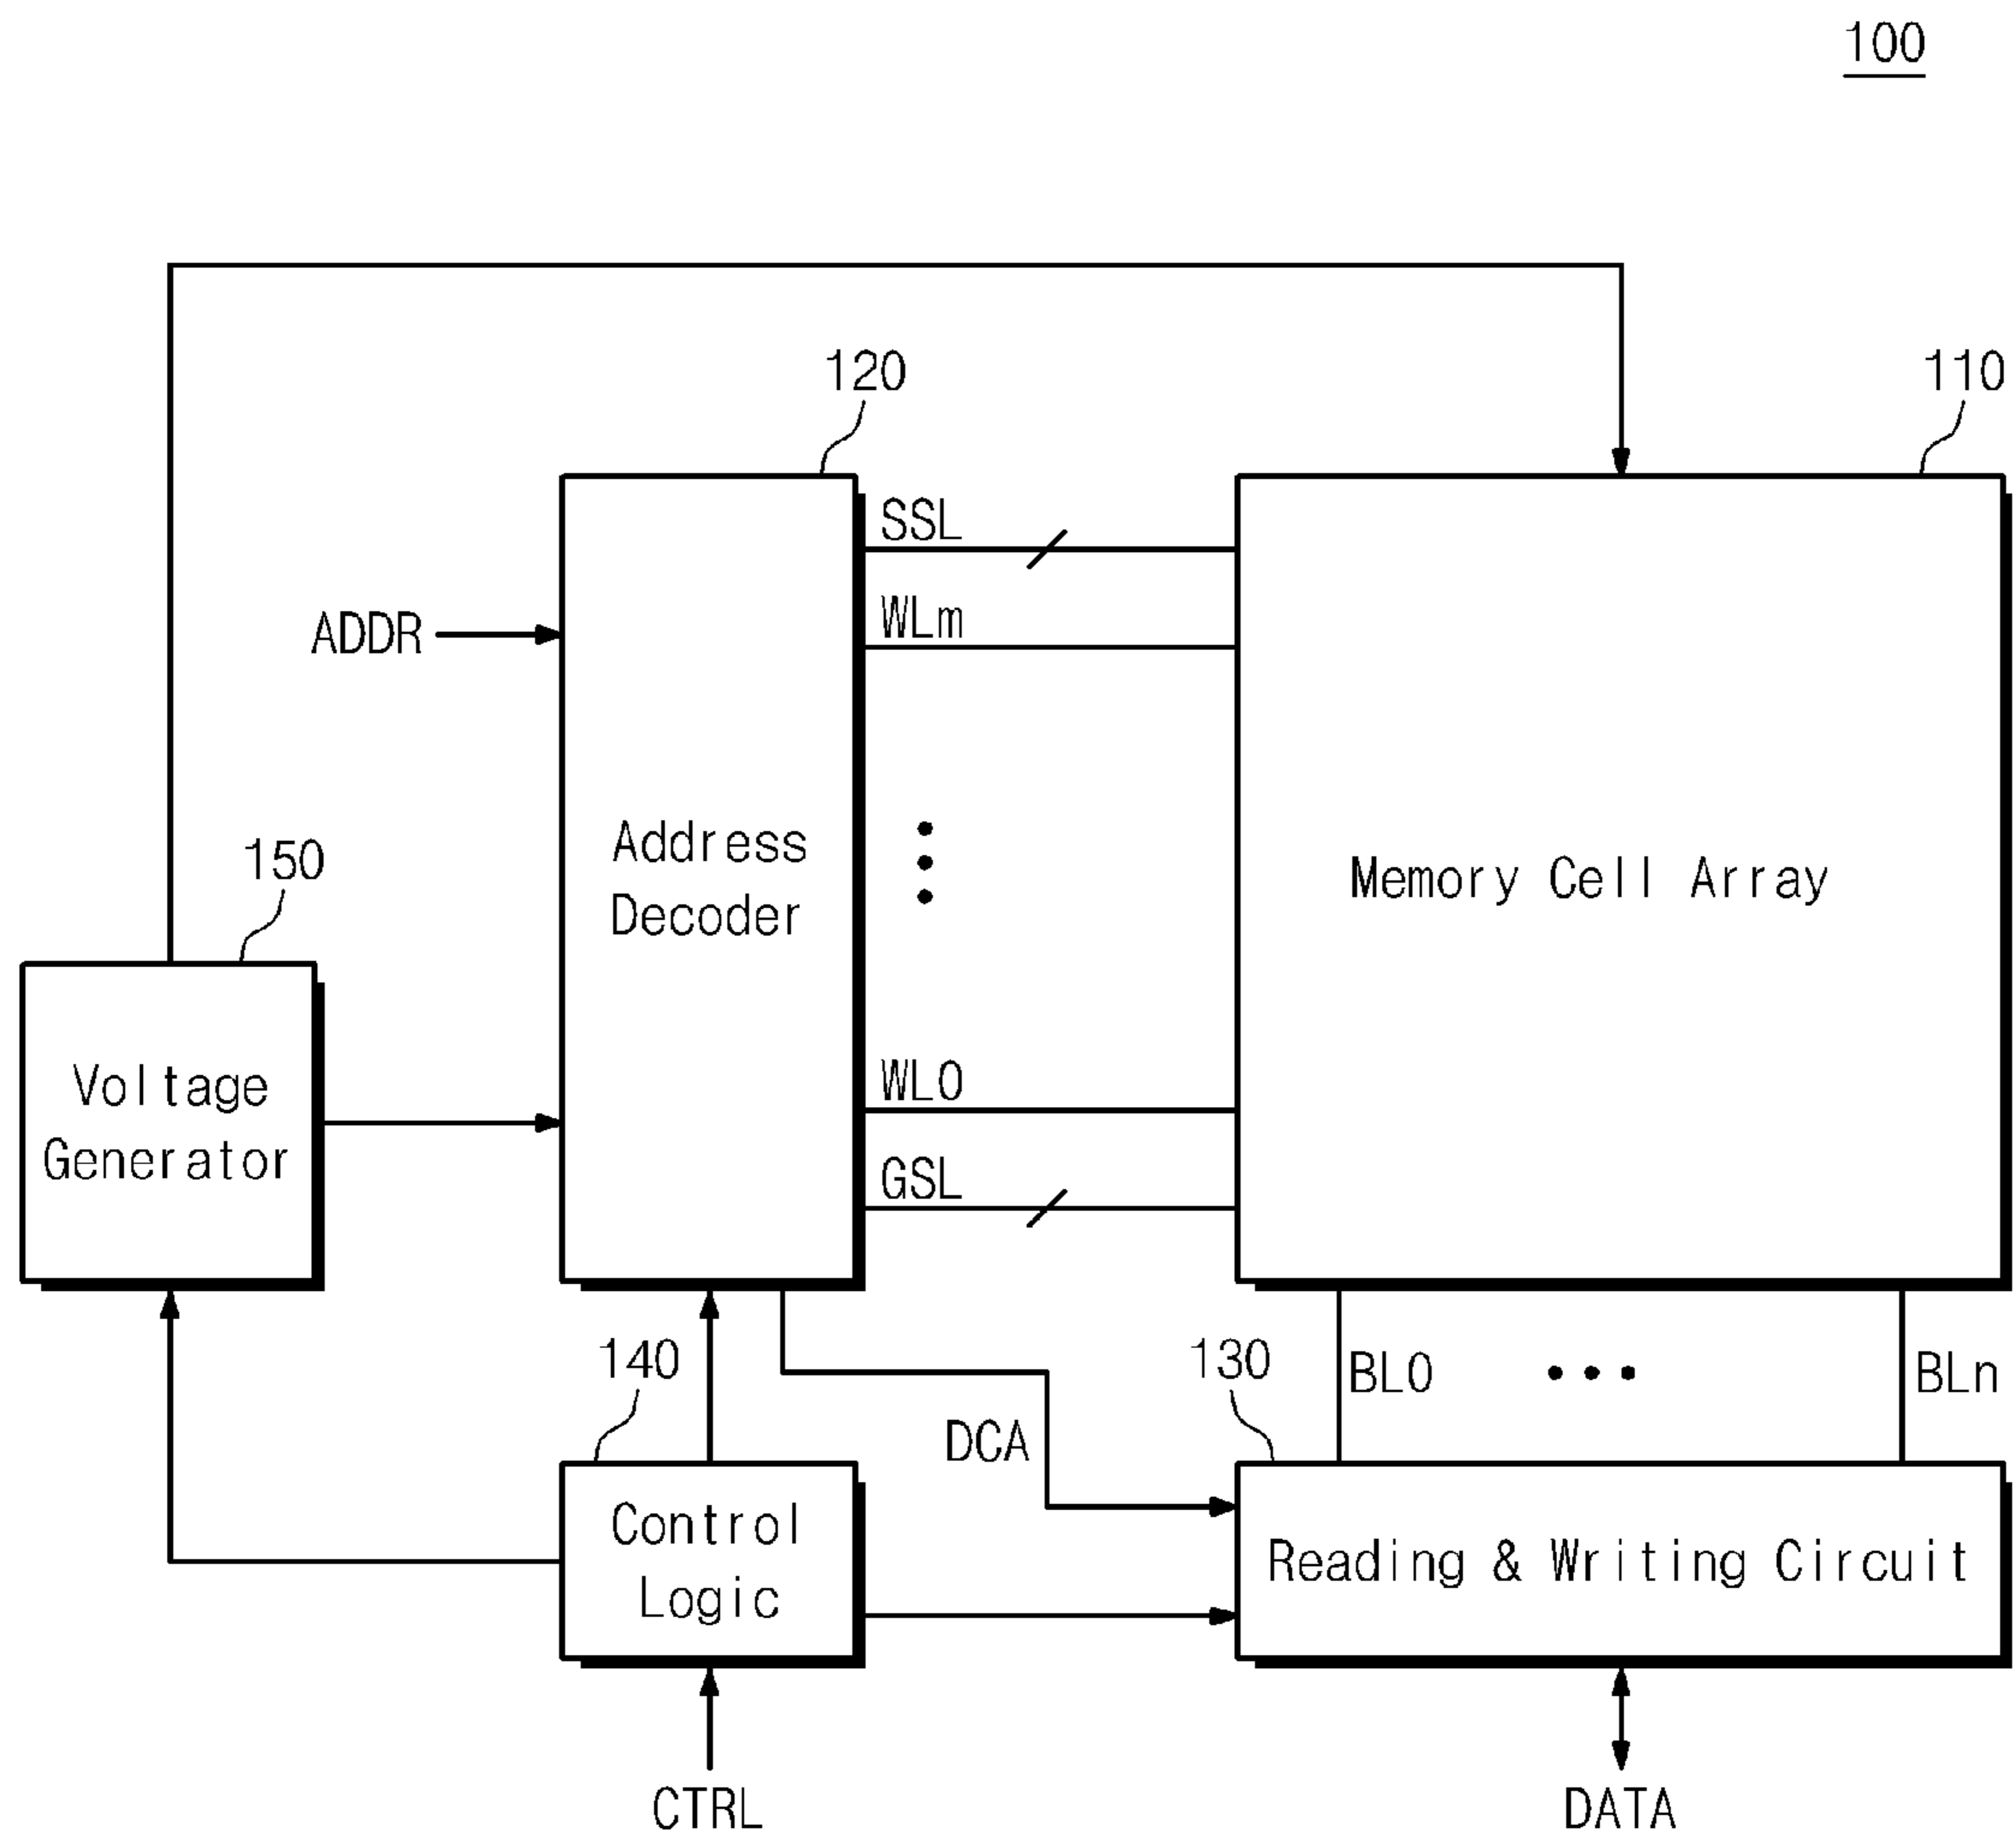 100
120
110
SSL
WLm
ADDR
Address
Decoder
Memory Cell Array
150
Voltage
Generator
WL0
GSL
140
130
BL0
BLn
DCA
Control
Logic
Reading & Writing Circuit
CTRL
DATA